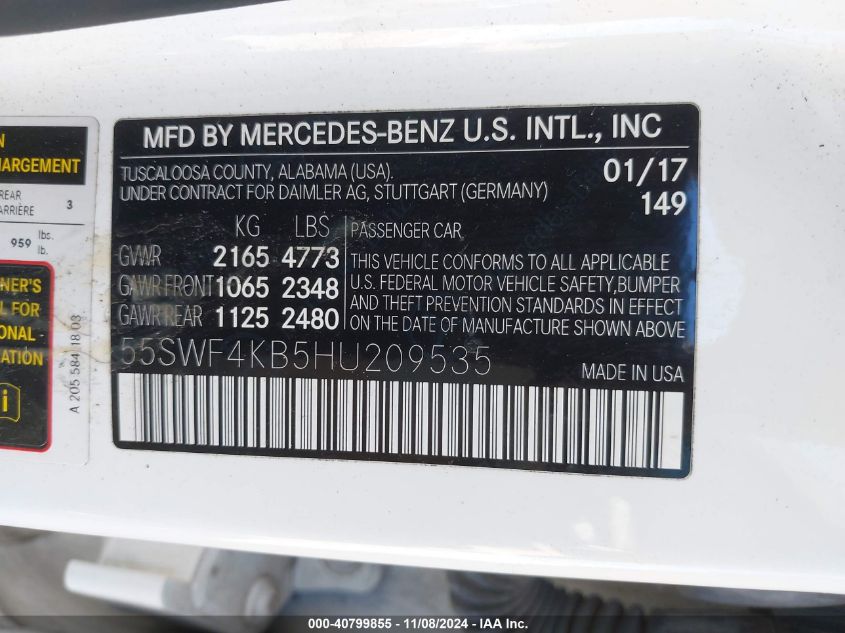 N
HARGEMENT
REAR
ARRIÈRE 3
959 lbs.
lb.
NER'S
L FOR
ONAL -
ATION
i
A 205 584 18 03
MFD BY MERCEDES-BENZ U.S. INTL., INC
TUSCALOOSA COUNTY, ALABAMA (USA). 01/17
UNDER CONTRACT FOR DAIMLER AG, STUTTGART (GERMANY) 149
KG LBS PASSENGER CAR
GVWR 2165 4773
GAWR FRONT 1065 2348
GAWR REAR 1125 2480
THIS VEHICLE CONFORMS TO ALL APPLICABLE
U.S. FEDERAL MOTOR VEHICLE SAFETY, BUMPER
AND THEFT PREVENTION STANDARDS IN EFFECT
ON THE DATE OF MANUFACTURE SHOWN ABOVE
55SWF4KB5HU209535
MADE IN USA
000-40799855 - 11/08/2024 - IAA Inc.